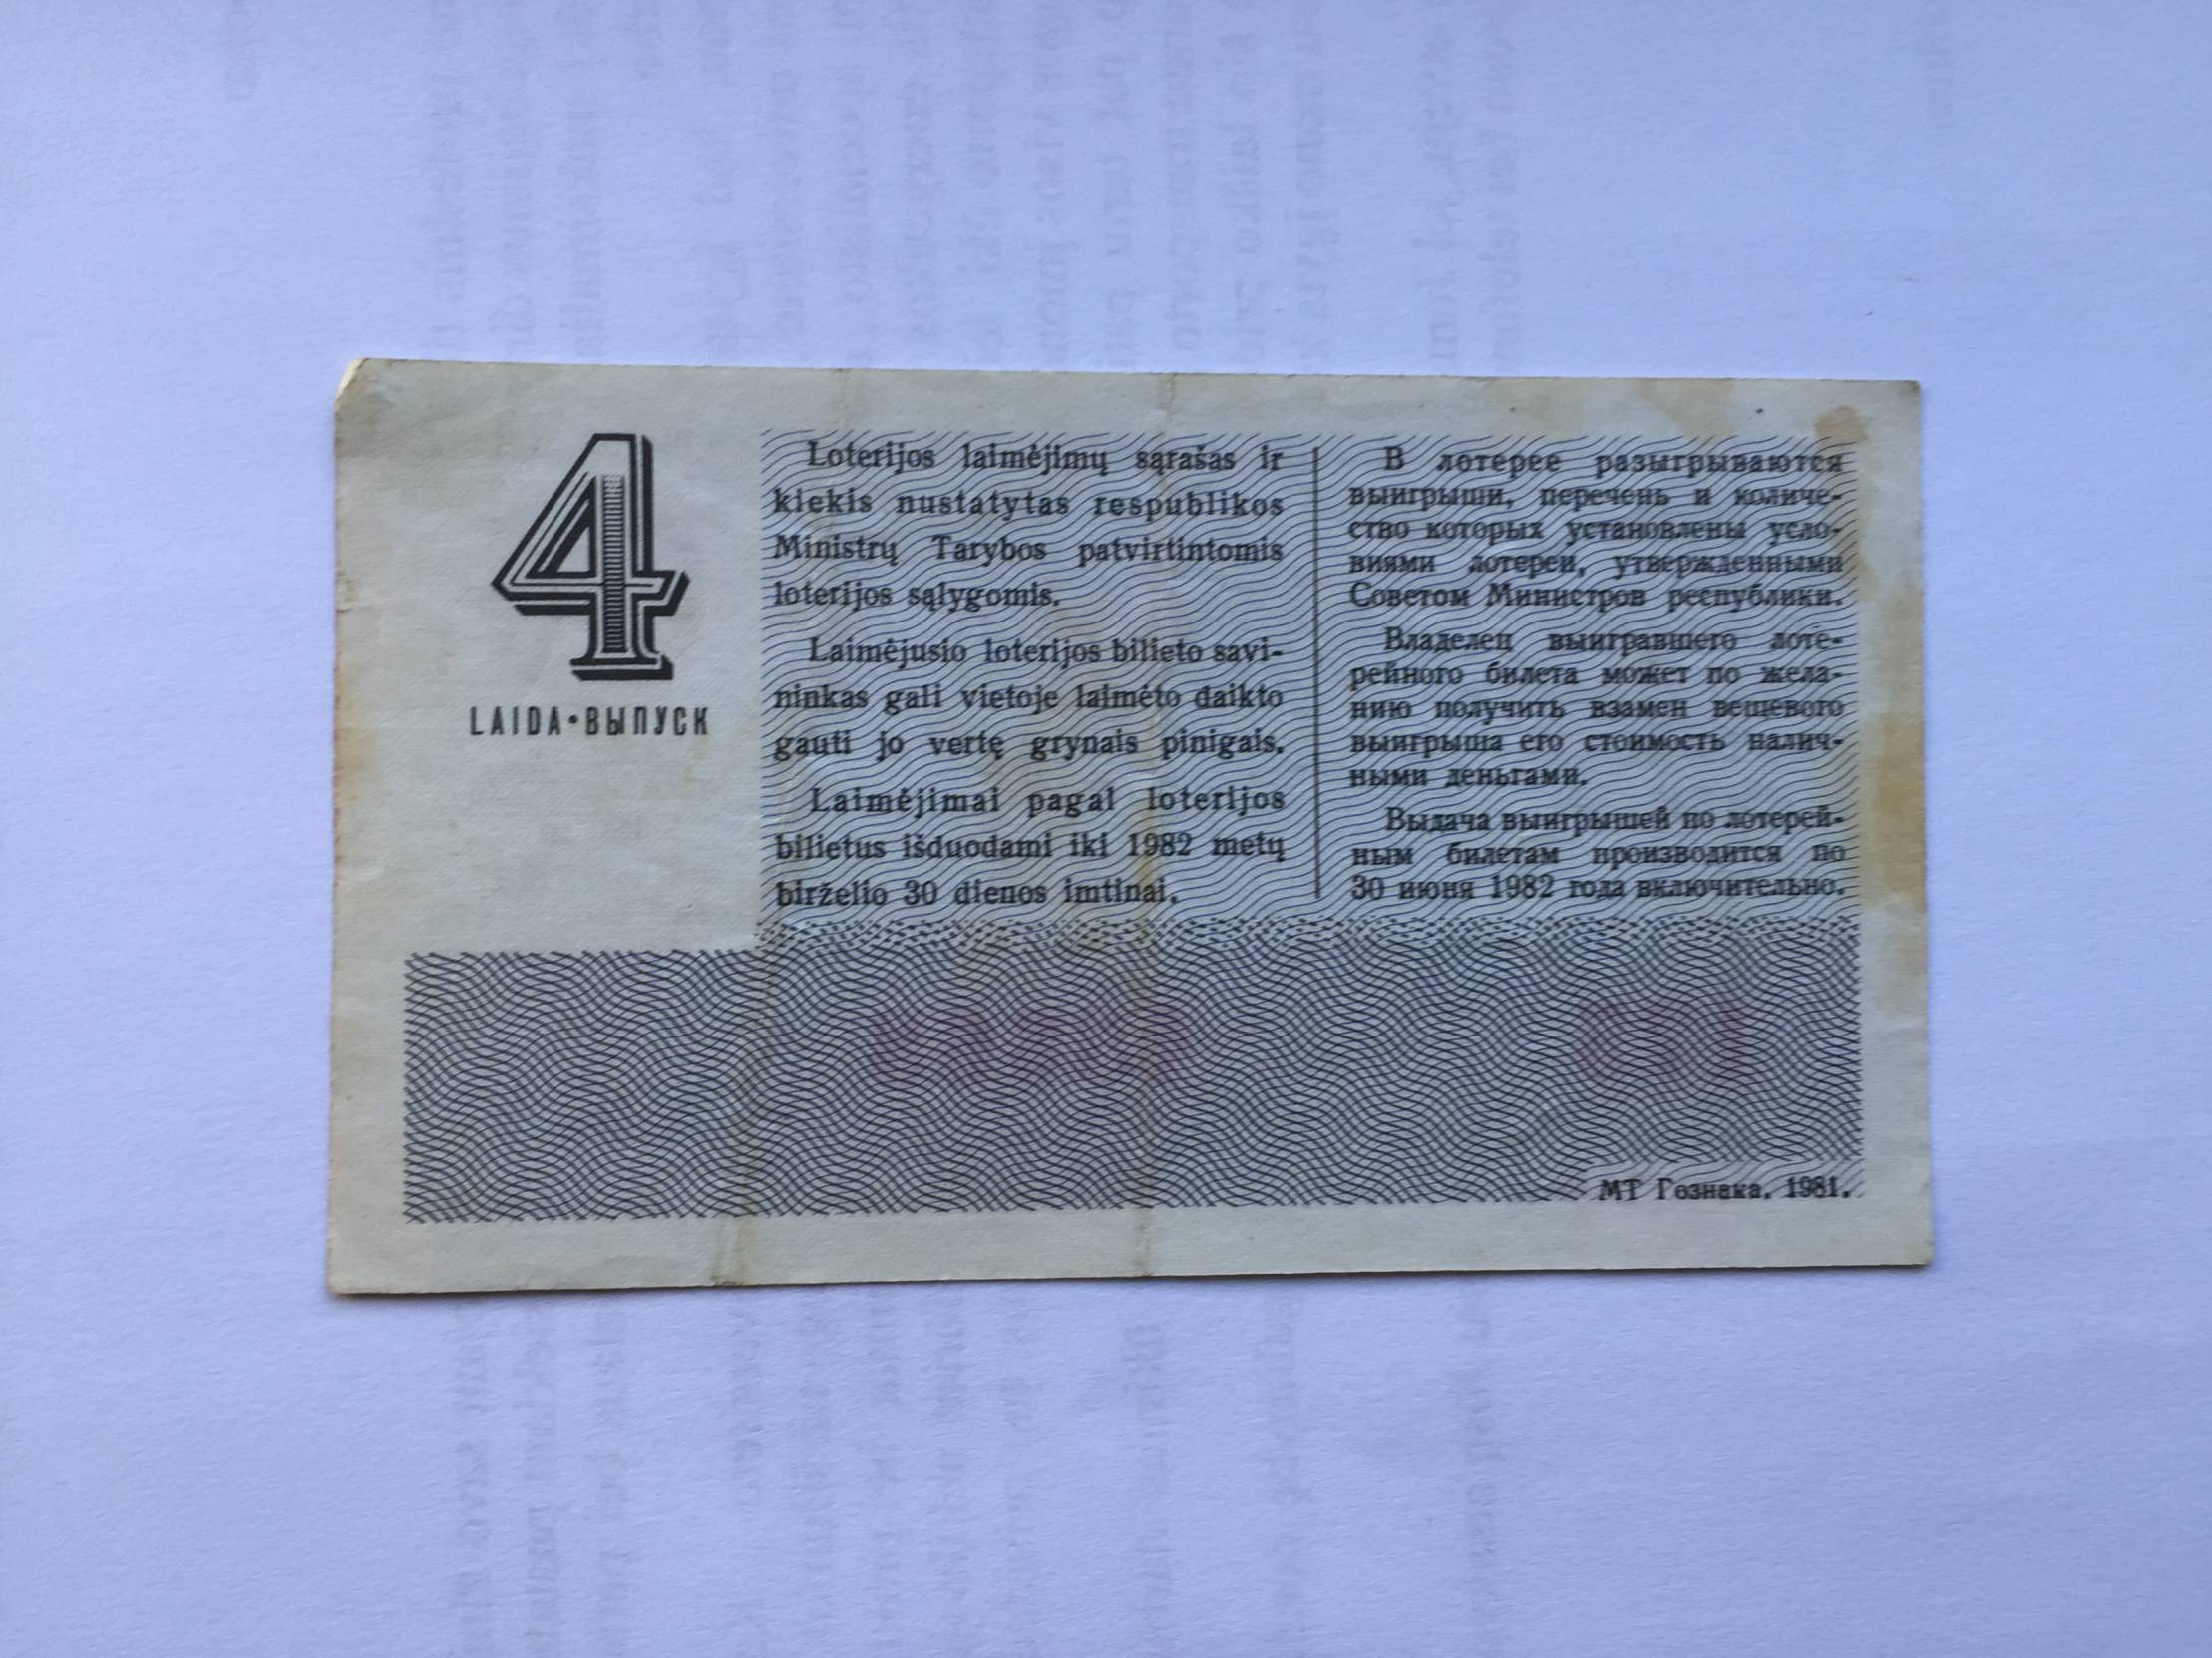 4
LAIDA•ВЫПУСК
Loterijos laimėjimų sąrašas ir
kiekis nustatytas respublikos
Ministrų Tarybos patvirtintomis
loterijos sąlygomis.
Laimėjusio loterijos bilieto savi-
ninkas gali vietoje laimėto daikto
gauti jo vertę grynais pinigais.
Laimėjimai pagal loterijos
bilietus išduodami iki 1982 metų
birželio 30 dienos imtinai.
В лотерее разыгрываются
выигрыши, перечень и количе-
ство которых установлены усло-
виями лотереи, утвержденными
Советом Министров республики.
Владелец выигравшего лоте-
рейного билета может по жела-
нию получить взамен вещевого
выигрыша его стоимость налич-
ными деньгами.
Выдача выигрышей по лотерей-
ным билетам производится по
30 июня 1982 года включительно.
МТ Гознака. 1981.